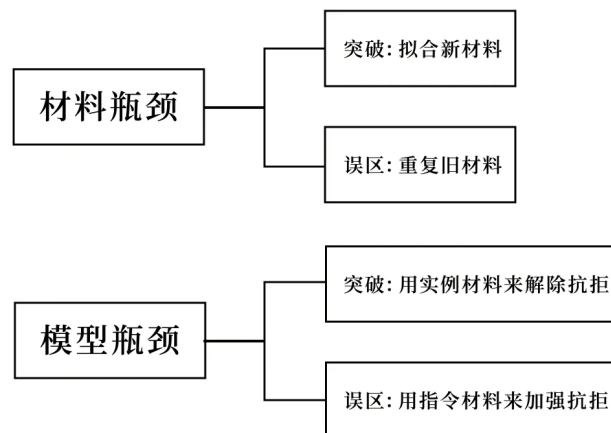 突破: 拟合新材料
材料瓶颈
误区: 重复旧材料
突破: 用实例材料来解除抗拒
模型瓶颈
误区: 用指令材料来加强抗拒